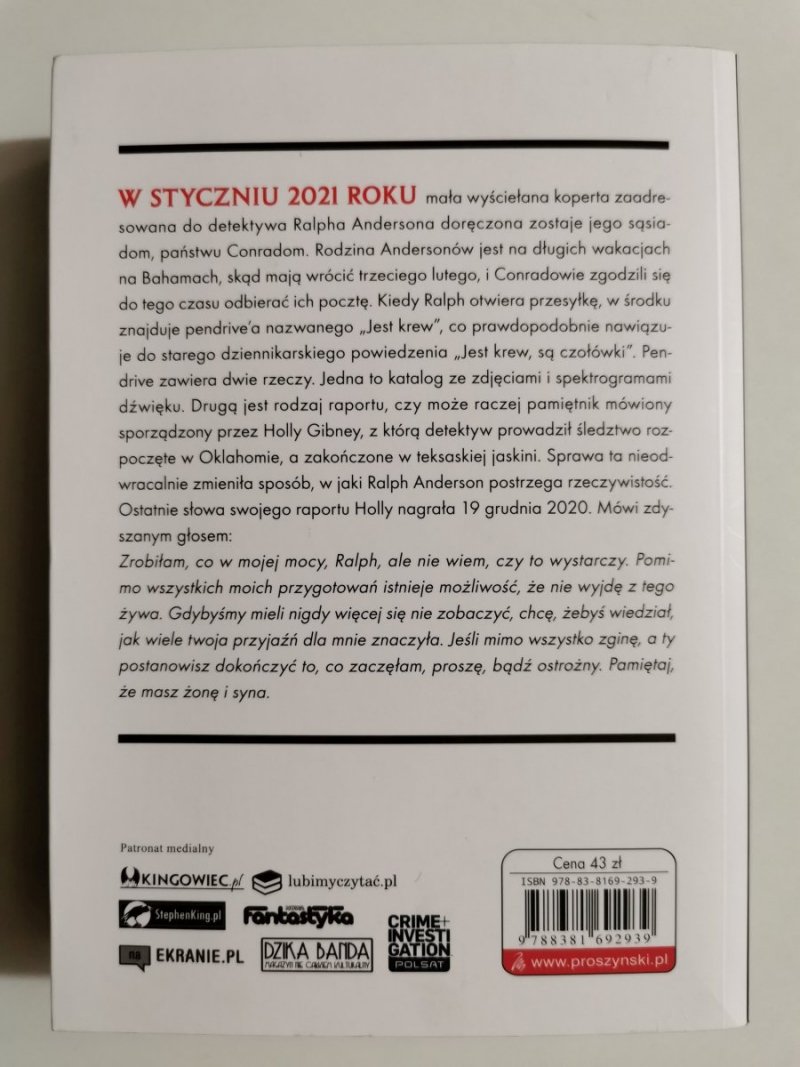 W STYCZNIU 2021 ROKU mała wyściełana koperta zaadre-
sowana do detektywa Ralpha Andersona doręczona zostaje jego sąsia-
dom, państwu Conradom. Rodzina Andersonów jest na długich wakacjach
na Bahamach, skąd mają wrócić trzeciego lutego, i Conradowie zgodzili się
do tego czasu odbierać ich pocztę. Kiedy Ralph otwiera przesyłkę, w środku
znajduje pendrive'a nazwanego „Jest krew”, co prawdopodobnie nawiązu-
je do starego dziennikarskiego powiedzenia „Jest krew, są czołówki”. Pen-
drive zawiera dwie rzeczy. Jedna to katalog ze zdjęciami i spektrogramami
dźwięku. Drugą jest rodzaj raportu, czy może raczej pamiętnik mówiony
sporządzony przez Holly Gibney, z którą detektyw prowadził śledztwo roz-
poczęte w Oklahomie, a zakończone w teksaskiej jaskini. Sprawa ta nieod-
wracalnie zmieniła sposób, w jaki Ralph Anderson postrzega rzeczywistość.
Ostatnie słowa swojego raportu Holly nagrała 19 grudnia 2020. Mówi zdy-
szanym głosem:
Zrobiłam, co w mojej mocy, Ralph, ale nie wiem, czy to wystarczy. Pomi-
mo wszystkich moich przygotowań istnieje możliwość, że nie wyjdę z tego
żywa. Gdybyśmy mieli nigdy więcej się nie zobaczyć, chcę, żebyś wiedział,
jak wiele twoja przyjaźń dla mnie znaczyła. Jeśli mimo wszystko zginę, a ty
postanowisz dokończyć to, co zaczęłam, proszę, bądź ostrożny. Pamiętaj,
że masz żonę i syna.
Patronat medialny
KINGOWIEC.pl
lubimyczytać.pl
StephenKing.pl
Fantastyka
na EKRANIE.PL
DZIKA BANDA
MAGAZYN NIE CAŁKIEM KULTURALNY
CRIME+
INVESTI
GATION
POLSAT
Cena 43 zł
ISBN 978-83-8169-293-9
9 788381 692939
www.proszynski.pl